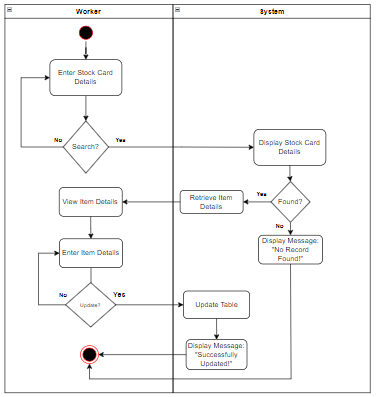 Worker
System
Enter Stock Card
Details
No
Search?
Yes
Display Stock Card
Details
View Item Details
Retrieve Item
Details
Yes
Found?
No
Enter Item Details
Display Message:
"No Record
Found!"
No
Update?
Yes
Update Table
Display Message:
"Successfully
Updated!"